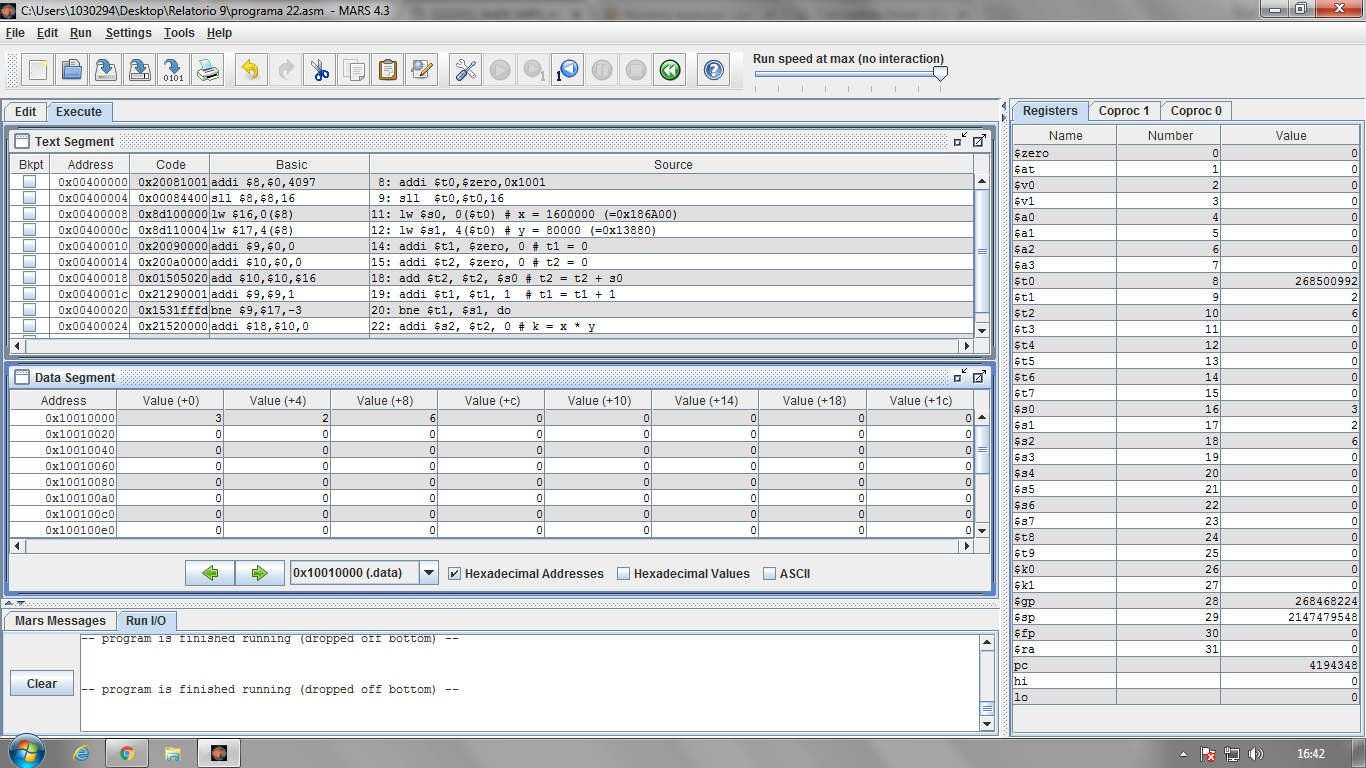 C:\Users\1030294\Desktop\Relatorio 9\programa 22.asm - MARS 4.3
File Edit Run Settings Tools Help
Run speed at max (no interaction)
Edit Execute
Text Segment
Bkpt Address Code Basic Source
0x00400000 0x20081001 addi $8,$0,4097 8: addi $t0,$zero,0x1001
0x00400004 0x00084400 sll $8,$8,16 9: sll $t0,$t0,16
0x00400008 0x8d100000 lw $16,0($8) 11: lw $s0, 0($t0) # x = 1600000 (=0x186A00)
0x0040000c 0x8d110004 lw $17,4($8) 12: lw $s1, 4($t0) # y = 80000 (=0x13880)
0x00400010 0x20090000 addi $9,$0,0 14: addi $t1, $zero, 0 # t1 = 0
0x00400014 0x200a0000 addi $10,$0,0 15: addi $t2, $zero, 0 # t2 = 0
0x00400018 0x01505020 add $10,$10,$16 18: add $t2, $t2, $s0 # t2 = t2 + s0
0x0040001c 0x21290001 addi $9,$9,1 19: addi $t1, $t1, 1 # t1 = t1 + 1
0x00400020 0x1531fffd bne $9,$17,-3 20: bne $t1, $s1, do
0x00400024 0x21520000 addi $18,$10,0 22: addi $s2, $t2, 0 # k = x * y
Data Segment
Address Value (+0) Value (+4) Value (+8) Value (+c) Value (+10) Value (+14) Value (+18) Value (+1c)
0x10010000 3 2 6 0 0 0 0 0
0x10010020 0 0 0 0 0 0 0 0
0x10010040 0 0 0 0 0 0 0 0
0x10010060 0 0 0 0 0 0 0 0
0x10010080 0 0 0 0 0 0 0 0
0x100100a0 0 0 0 0 0 0 0 0
0x100100c0 0 0 0 0 0 0 0 0
0x100100e0 0 0 0 0 0 0 0 0
0x10010000 (.data) Hexadecimal Addresses Hexadecimal Values ASCII
Mars Messages Run I/O
-- program is finished running (dropped off bottom) --
-- program is finished running (dropped off bottom) --
Clear
Registers Coproc 1 Coproc 0
Name Number Value
$zero 0 0
$at 1 0
$v0 2 0
$v1 3 0
$a0 4 0
$a1 5 0
$a2 6 0
$a3 7 0
$t0 8 268500992
$t1 9 2
$t2 10 6
$t3 11 0
$t4 12 0
$t5 13 0
$t6 14 0
$t7 15 0
$s0 16 3
$s1 17 2
$s2 18 6
$s3 19 0
$s4 20 0
$s5 21 0
$s6 22 0
$s7 23 0
$t8 24 0
$t9 25 0
$k0 26 0
$k1 27 0
$gp 28 268468224
$sp 29 2147479548
$fp 30 0
$ra 31 0
pc 4194348
hi 0
lo 0
16:42